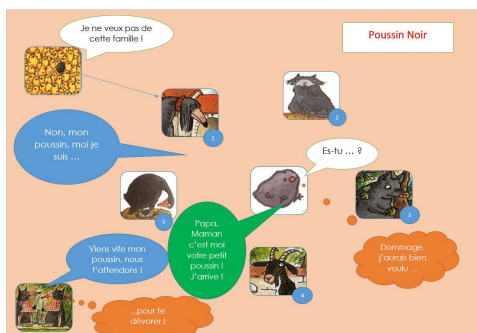 Je ne veux pas de
cette famille !
Poussin Noir
1
2
Non, mon
poussin, moi je
suis …
Es-tu … ?
5
3
Papa,
Maman
c'est moi
votre petit
poussin !
J'arrive !
Viens vite mon
poussin, nous
t'attendons !
4
Dommage,
j'aurais bien
voulu …
…pour te
dévorer !